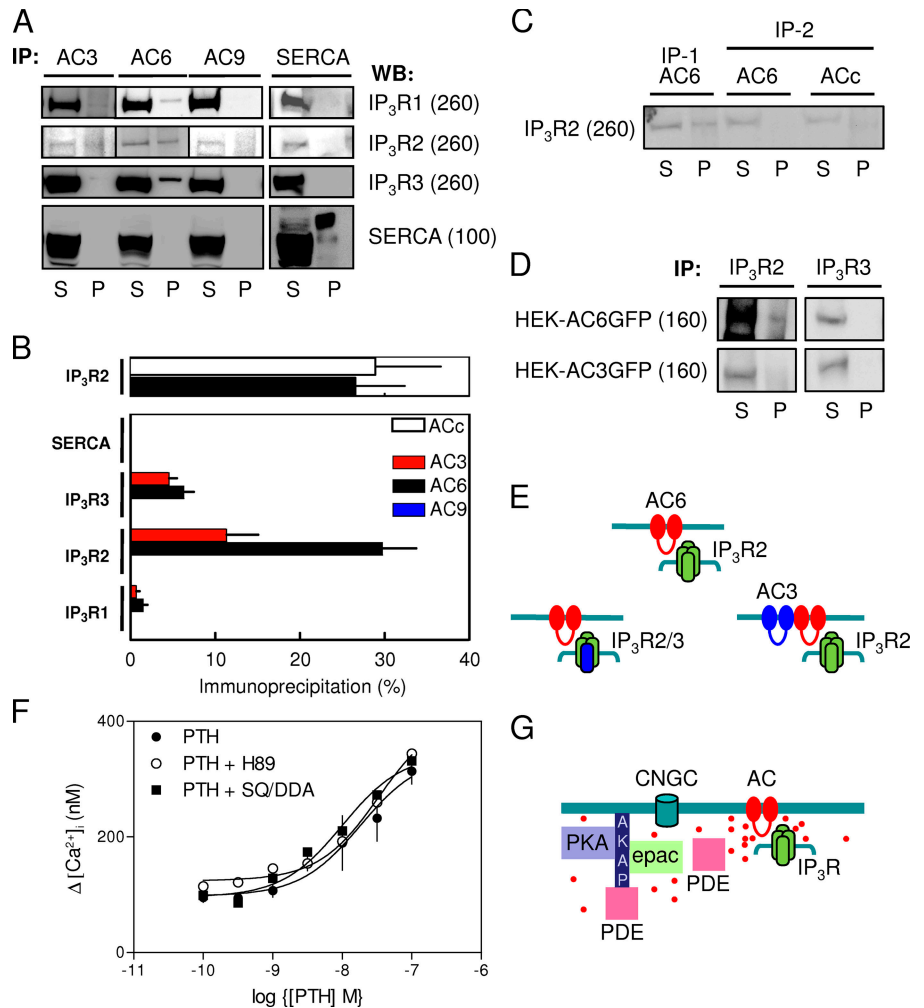 A
IP: AC3 AC6 AC9 SERCA
WB:
IP3R1 (260)
IP3R2 (260)
IP3R3 (260)
SERCA (100)
S P S P S P S P
B
IP3R2
SERCA
IP3R3
IP3R2
IP3R1
ACc
AC3
AC6
AC9
0 10 20 30 40
Immunoprecipitation (%)
C
IP-2
IP-1
AC6 AC6 ACc
IP3R2 (260)
S P S P S P
D
IP: IP3R2 IP3R3
HEK-AC6GFP (160)
HEK-AC3GFP (160)
S P S P
E
AC6
IP3R2
IP3R2/3
AC3
IP3R2
F
400
200
0
Δ [Ca2+]i (nM)
PTH
PTH + H89
PTH + SQ/DDA
-11 -10 -9 -8 -7 -6
log {[PTH] M}
G
CNGC AC
PKA
AKAP
epac
PDE
IP3R
PDE